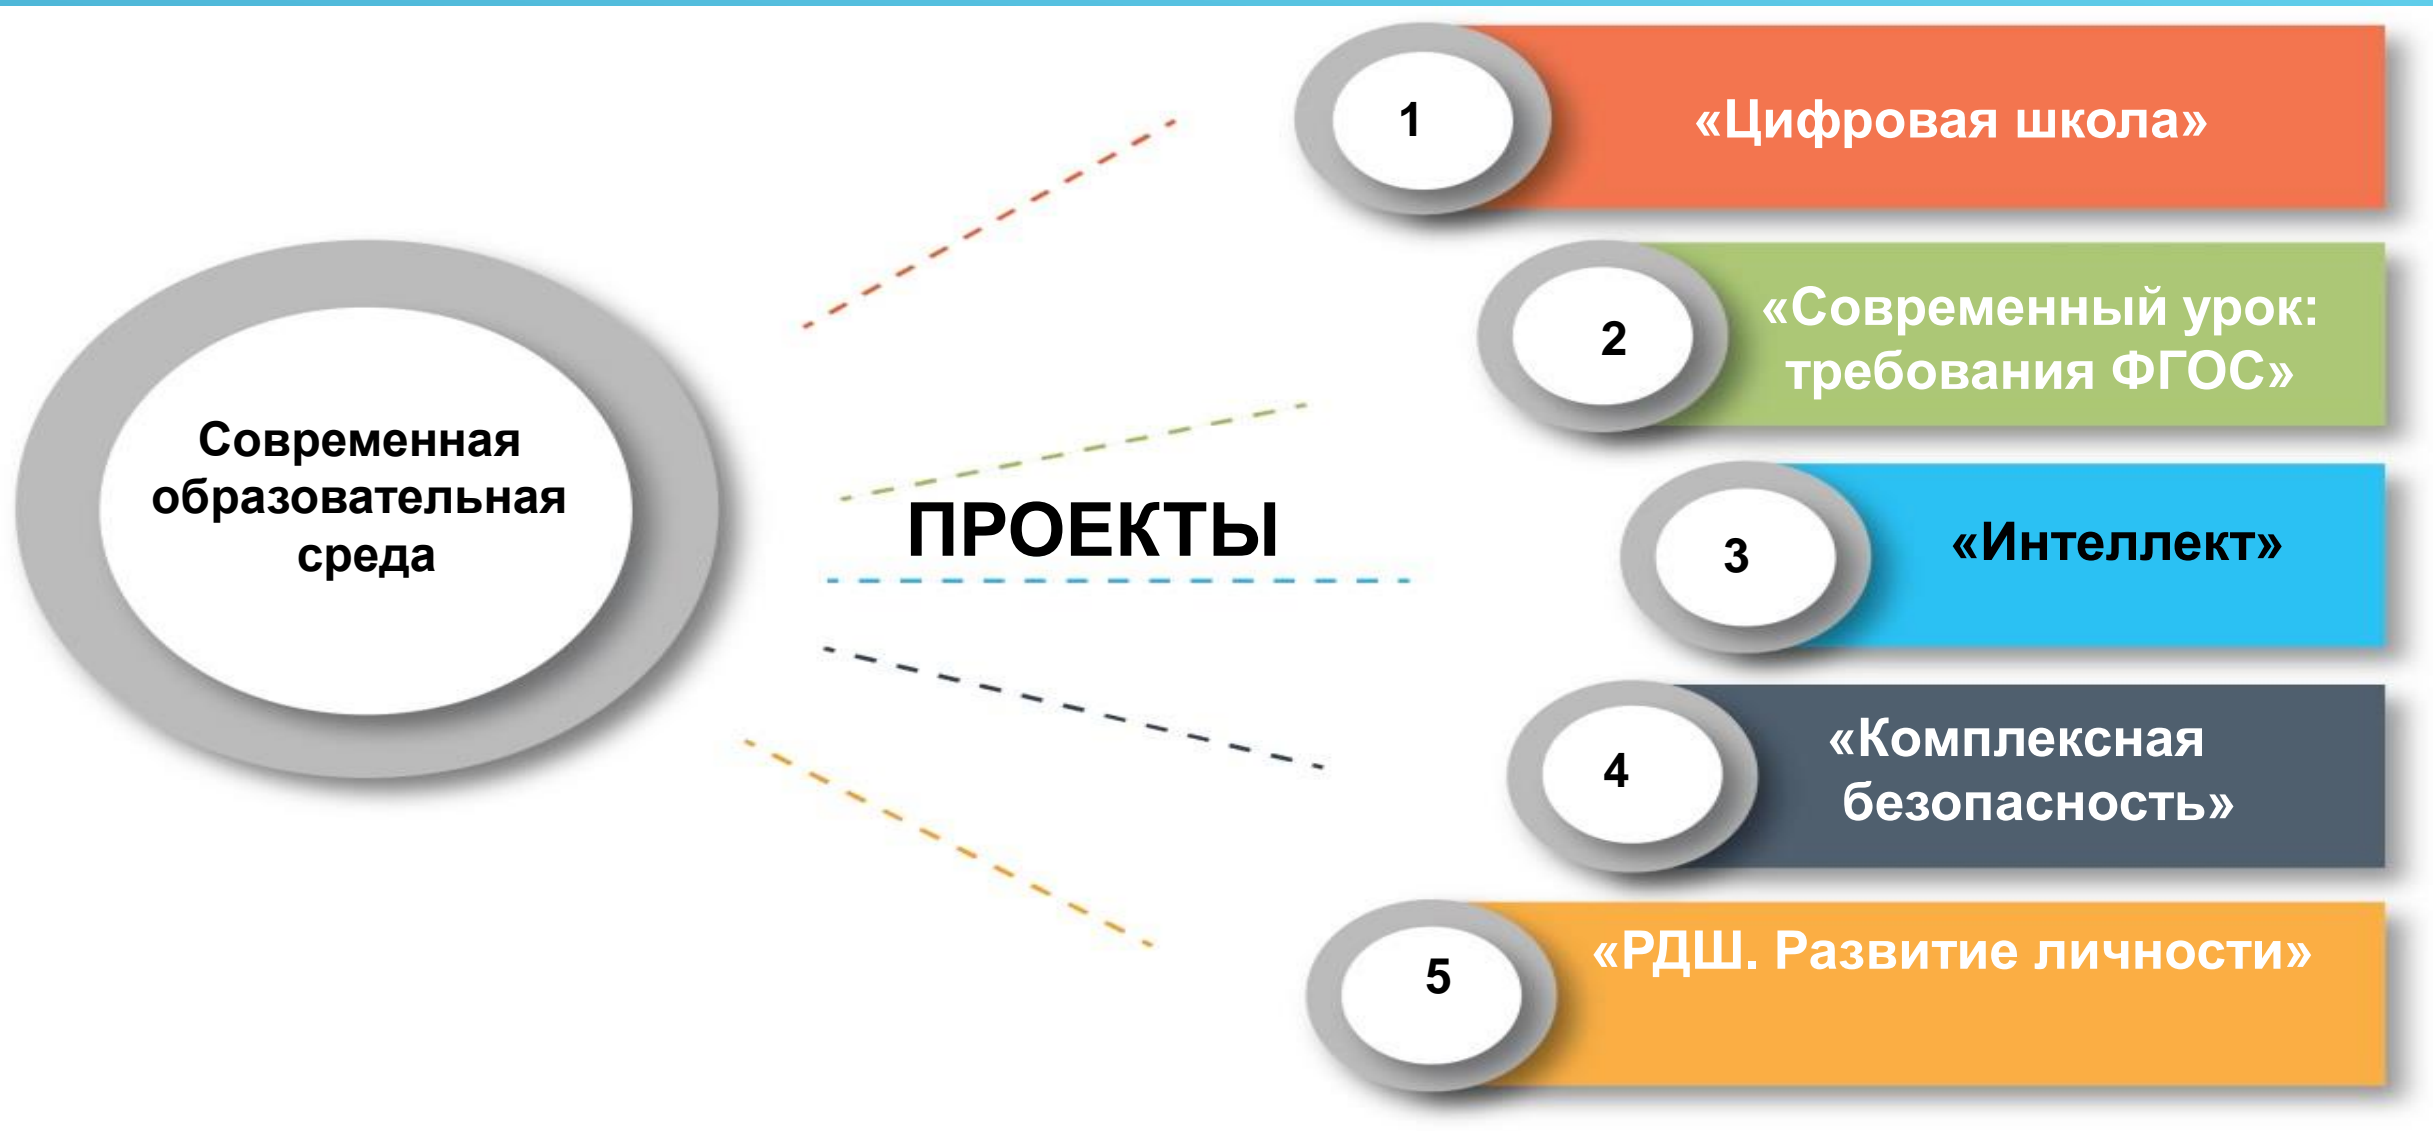 Современная
образовательная
среда
ПРОЕКТЫ
1
«Цифровая школа»
2
«Современный урок:
требования ФГОС»
3
«Интеллект»
4
«Комплексная
безопасность»
5
«РДШ. Развитие личности»